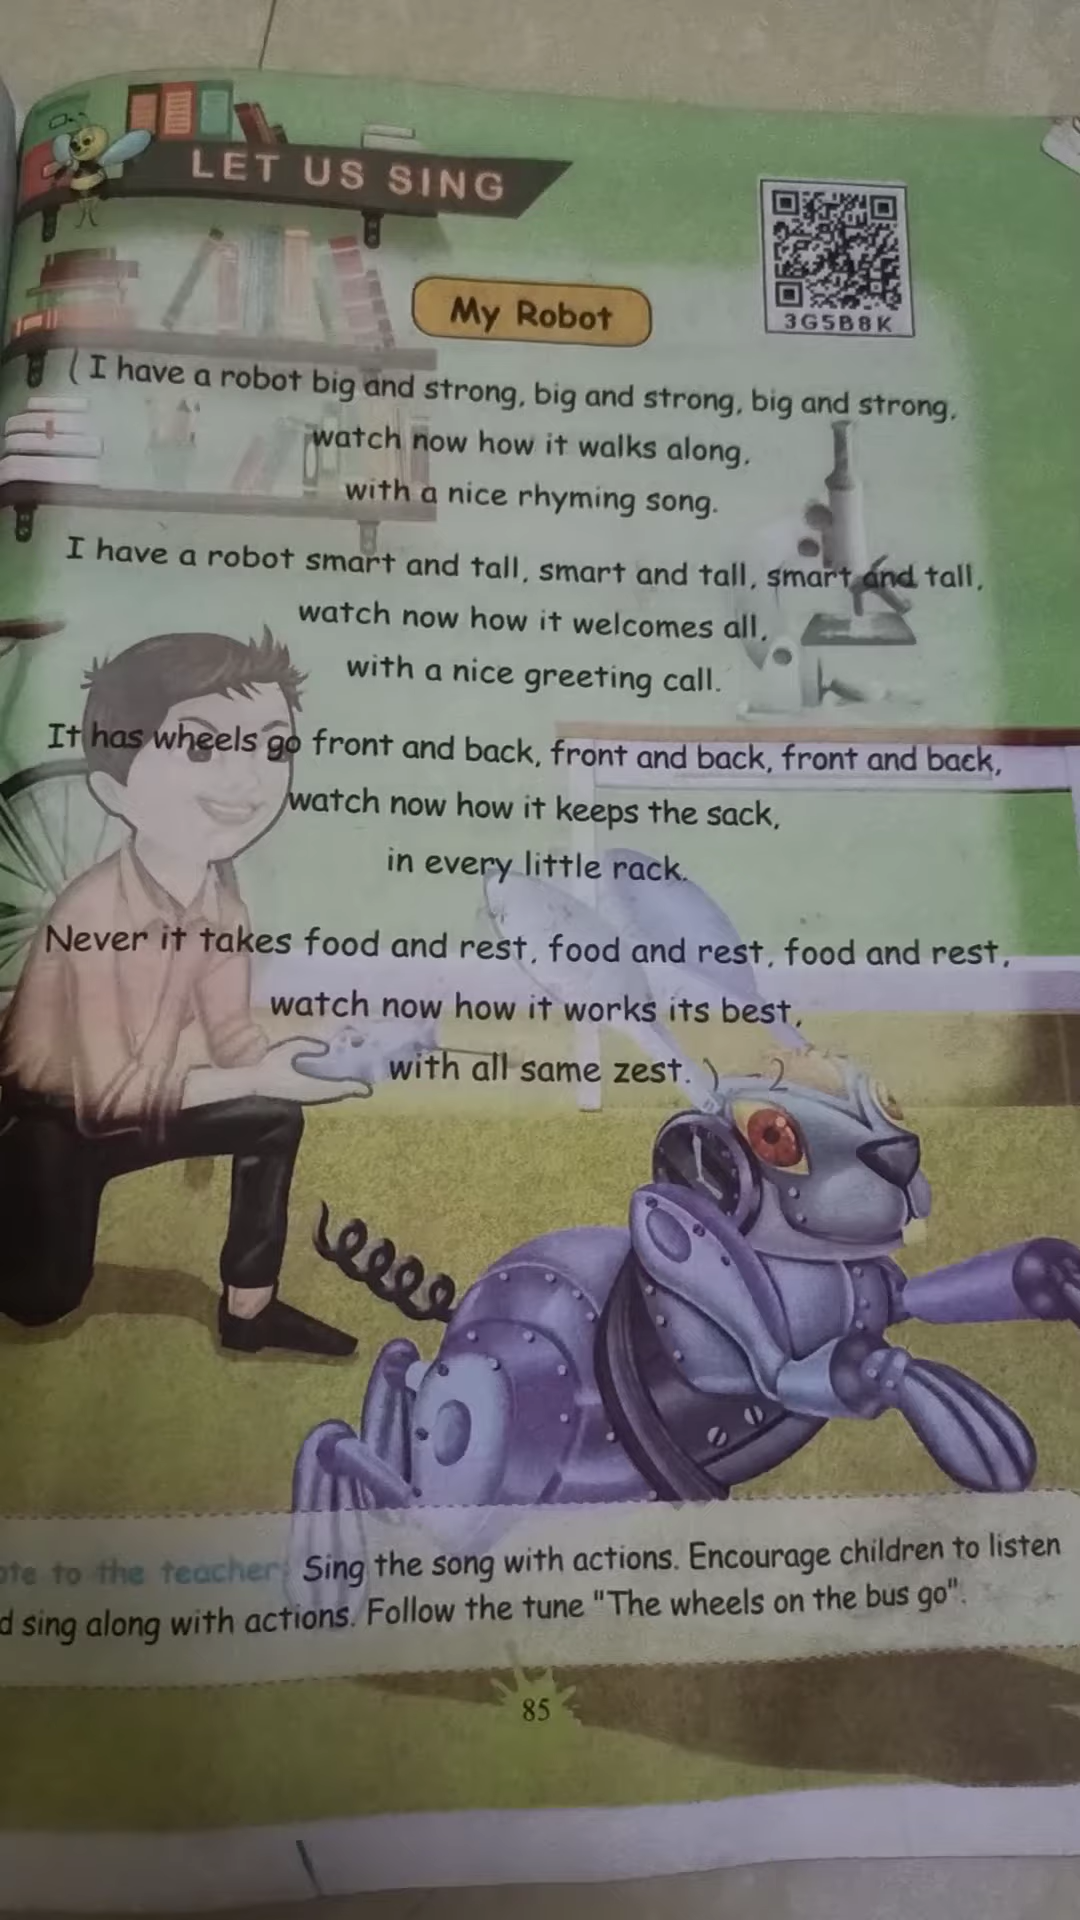 LET US SING
3G5B8K
My Robot
( I have a robot big and strong, big and strong, big and strong,
watch now how it walks along,
with a nice rhyming song.
I have a robot smart and tall, smart and tall, smart and tall,
watch now how it welcomes all,
with a nice greeting call.
It has wheels go front and back, front and back, front and back,
watch now how it keeps the sack,
in every little rack.
Never it takes food and rest, food and rest, food and rest,
watch now how it works its best,
with all same zest. ) -2
to the teacher: Sing the song with actions. Encourage children to listen
sing along with actions. Follow the tune "The wheels on the bus go".
85